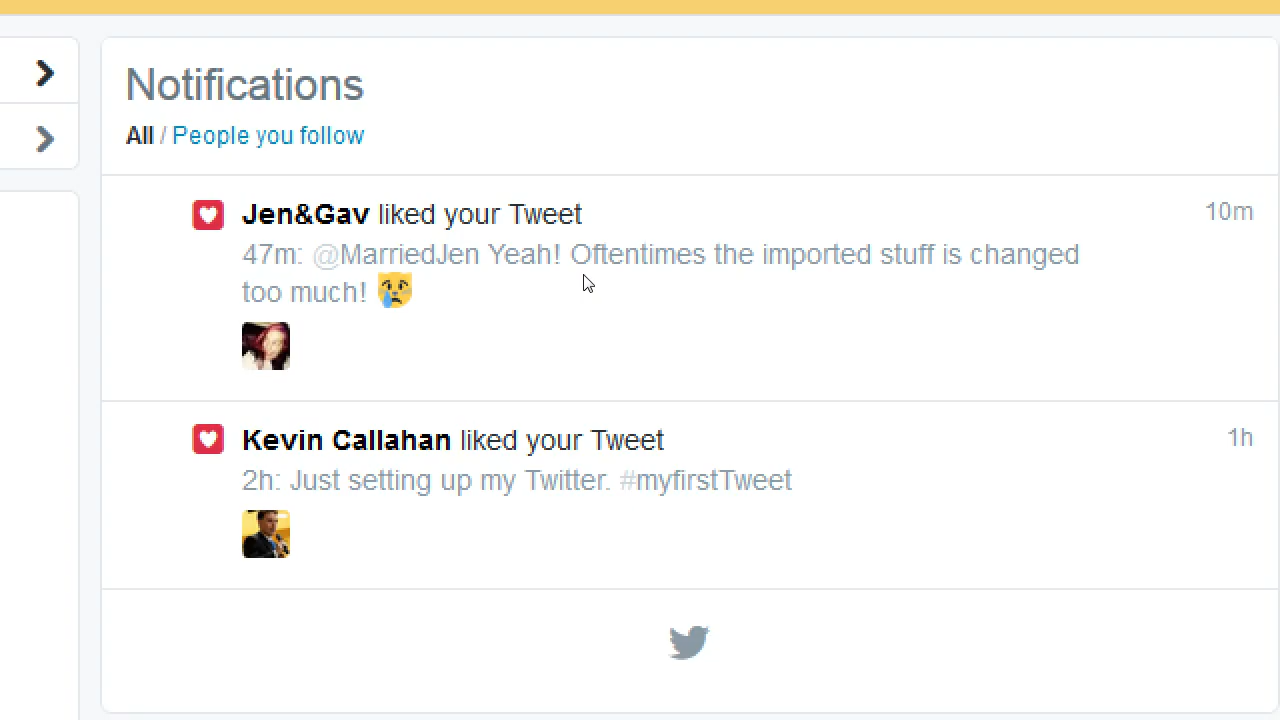 Notifications
All / People you follow
Jen&Gav liked your Tweet
10m
47m: @MarriedJen Yeah! Oftentimes the imported stuff is changed
too much! 😿
Kevin Callahan liked your Tweet
1h
2h: Just setting up my Twitter. #myfirstTweet